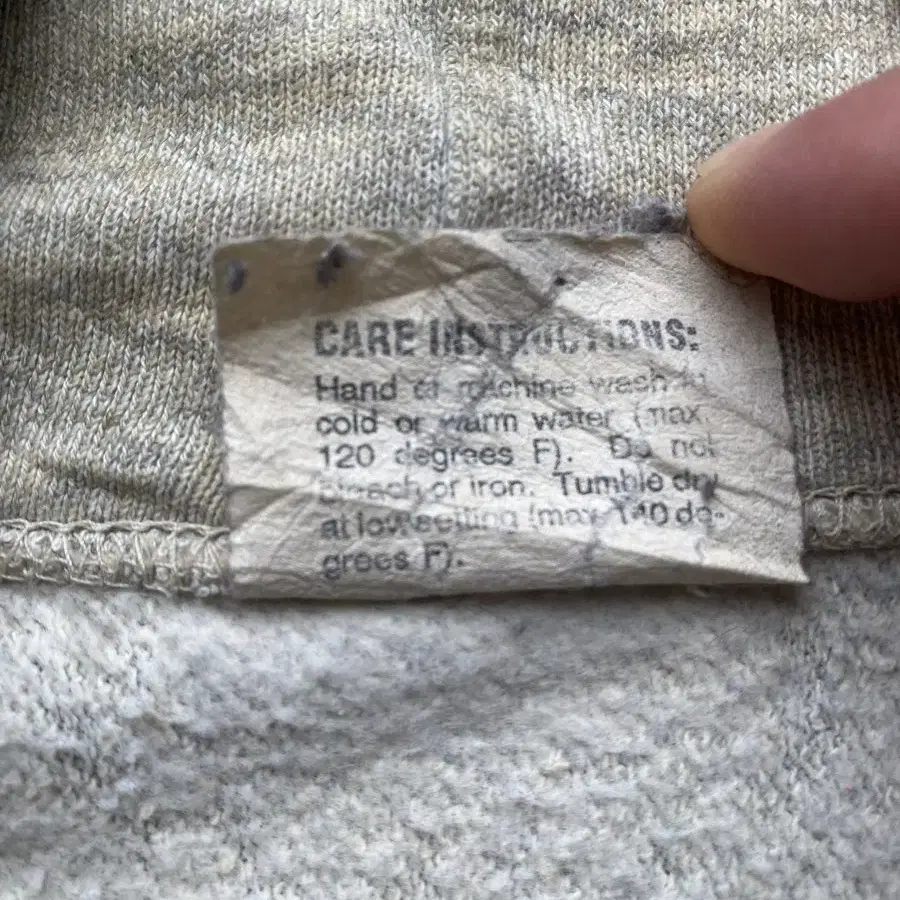 CARE INSTRUCTIONS:
Hand or machine wash in
cold or warm water (max.
120 degrees F). Do not
bleach or iron. Tumble dry
at low setting (max 140 de-
grees F).